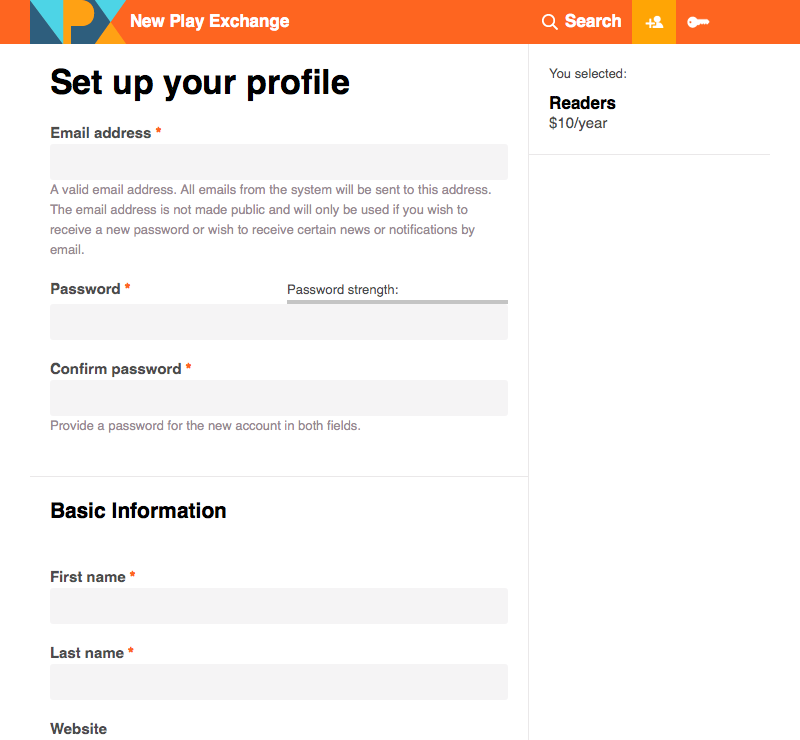 NPX
New Play Exchange
Search
Set up your profile
Email address *
A valid email address. All emails from the system will be sent to this address.
The email address is not made public and will only be used if you wish to
receive a new password or wish to receive certain news or notifications by
email.
Password *
Password strength:
Confirm password *
Provide a password for the new account in both fields.
Basic Information
First name *
Last name *
Website
You selected:
Readers
$10/year